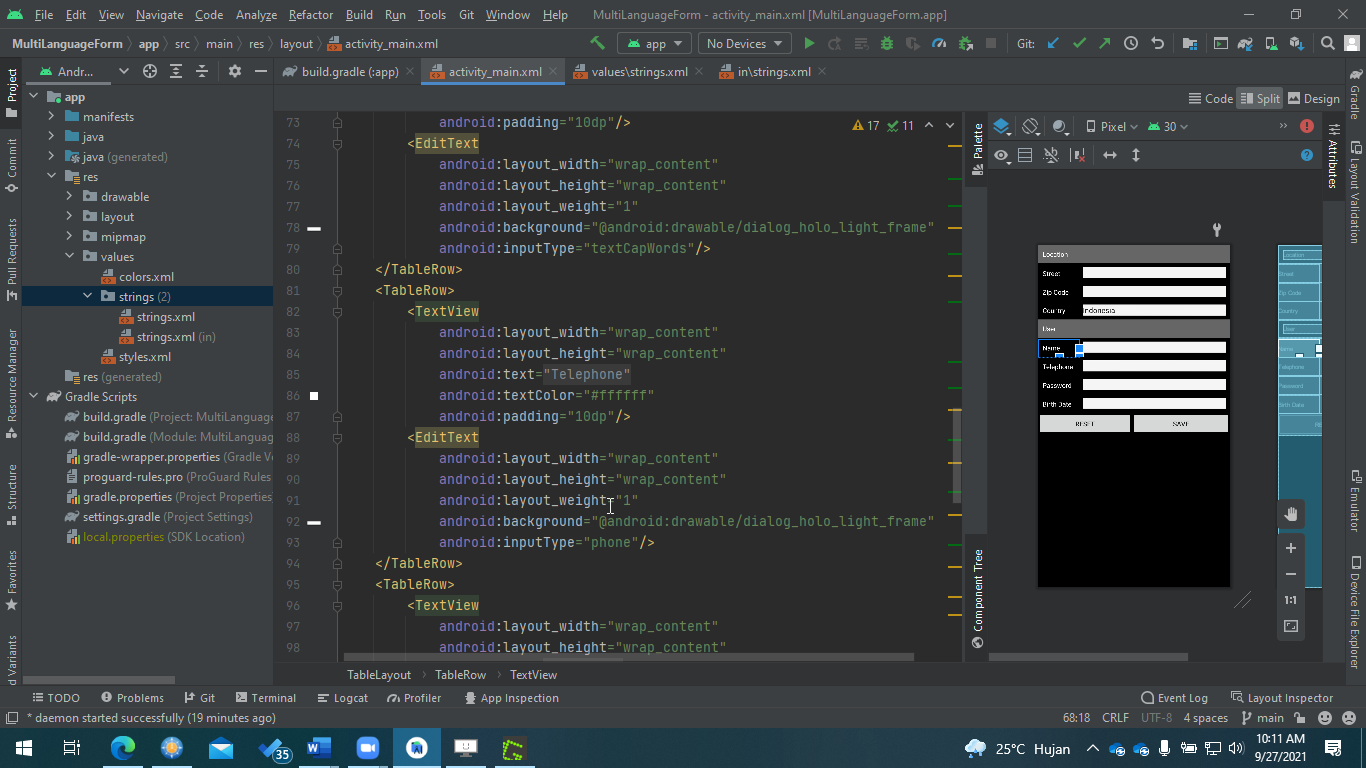 File Edit View Navigate Code Analyze Refactor Build Run Tools Git Window Help MultiLanguageForm - activity_main.xml [MultiLanguageForm.app]
MultiLanguageForm app src main res layout activity_main.xml app No Devices Git:
Andr... build.gradle (:app) activity_main.xml values\strings.xml in\strings.xml
Code Split Design
Project
Commit
Pull Requests
Resource Manager
Structure
Favorites
d Variants
app
manifests
java
java (generated)
res
drawable
layout
mipmap
values
colors.xml
strings (2)
strings.xml
strings.xml (in)
styles.xml
res (generated)
Gradle Scripts
build.gradle (Project: MultiLanguage
build.gradle (Module: MultiLanguag
gradle-wrapper.properties (Gradle Ve
proguard-rules.pro (ProGuard Rules
gradle.properties (Project Properties
settings.gradle (Project Settings)
local.properties (SDK Location)
17 11
73 android:padding="10dp"/>
74 <EditText
75 android:layout_width="wrap_content"
76 android:layout_height="wrap_content"
77 android:layout_weight="1"
78 android:background="@android:drawable/dialog_holo_light_frame"
79 android:inputType="textCapWords"/>
80 </TableRow>
81 <TableRow>
82 <TextView
83 android:layout_width="wrap_content"
84 android:layout_height="wrap_content"
85 android:text="Telephone"
86 android:textColor="#ffffff"
87 android:padding="10dp"/>
88 <EditText
89 android:layout_width="wrap_content"
90 android:layout_height="wrap_content"
91 android:layout_weight="1"
92 android:background="@android:drawable/dialog_holo_light_frame"
93 android:inputType="phone"/>
94 </TableRow>
95 <TableRow>
96 <TextView
97 android:layout_width="wrap_content"
98 android:layout_height="wrap_content"
TableLayout TableRow TextView
Palette
Component Tree
Pixel 30
Location
Street
Zip Code
Country Indonesia
User
Name
Telephone
Password
Birth Date
RESET SAVE
Location
Street
Zip Code
Country
User
Name
Telephone
Password
Birth Date
1:1
Attributes
Gradle
Layout Validation
Emulator
Device File Explorer
TODO Problems Git Terminal Logcat Profiler App Inspection Event Log Layout Inspector
* daemon started successfully (19 minutes ago) 68:18 CRLF UTF-8 4 spaces main
35 25°C Hujan 10:11 AM
9/27/2021